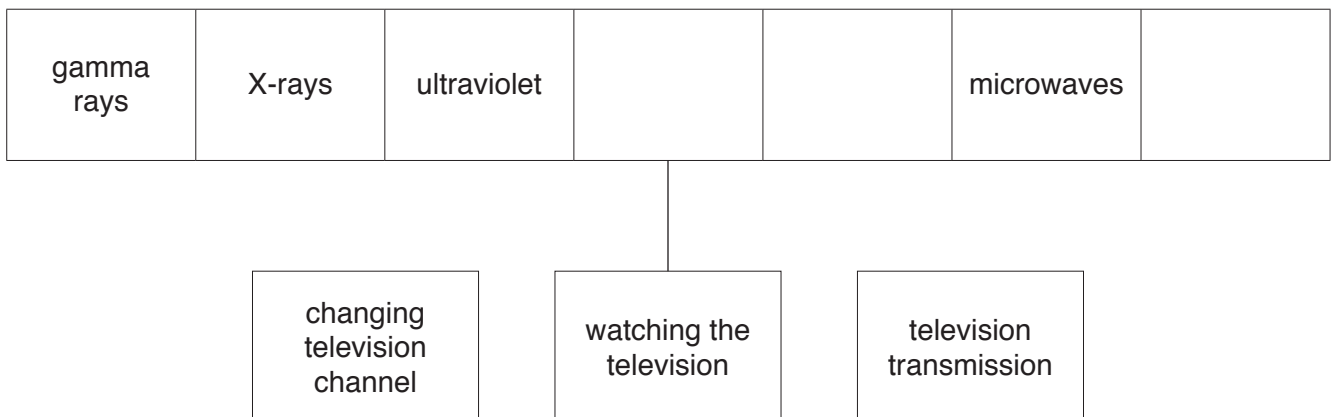 gamma
rays
X-rays
ultraviolet
microwaves
changing
television
channel
watching the
television
television
transmission